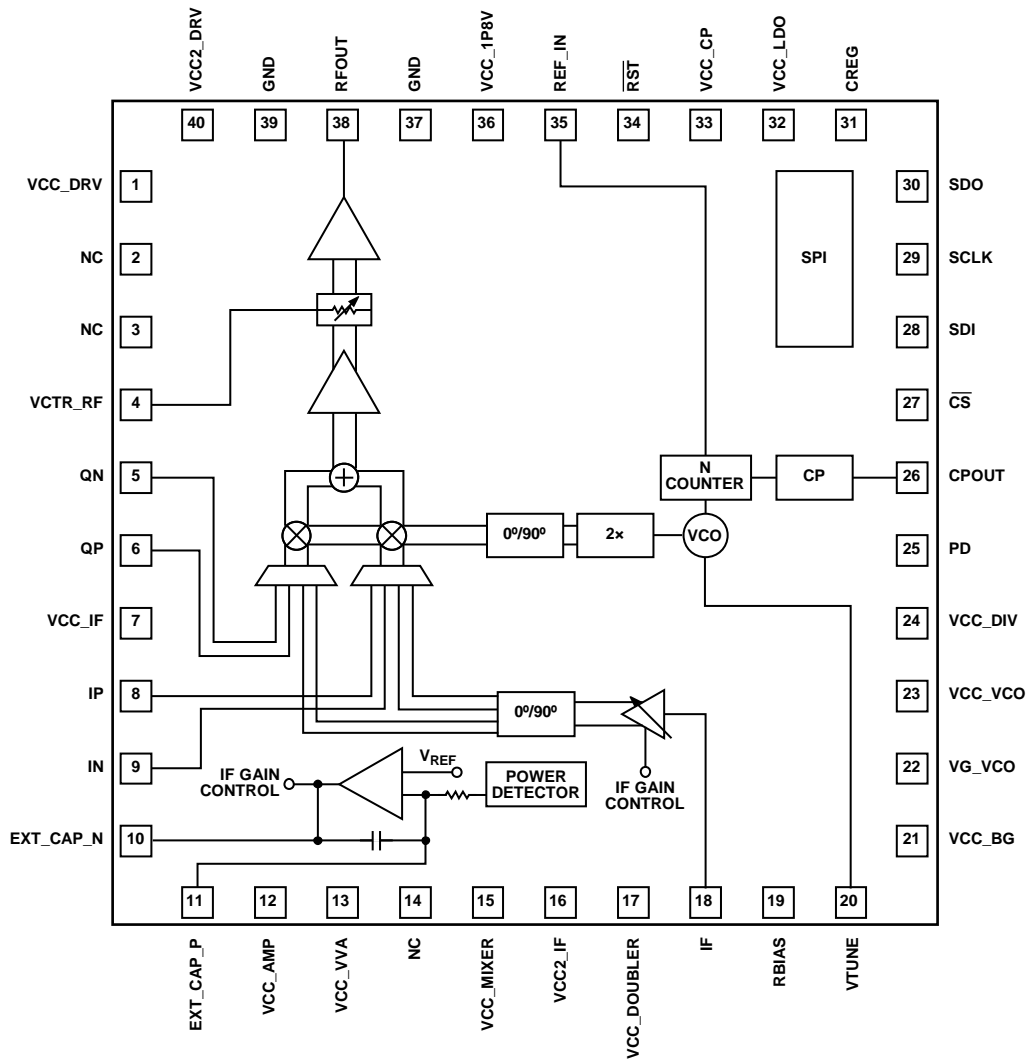 VCC2_DRV
GND
RFOUT
GND
VCC_1P8V
REF_IN
RST
VCC_CP
VCC_LDO
CREG
40
39
38
37
36
35
34
33
32
31
VCC_DRV
1
30
SDO
NC
2
SPI
29
SCLK
NC
3
28
SDI
VCTR_RF
4
27
CS
QN
5
N
COUNTER
CP
26
CPOUT
QP
6
0º/90º
2×
VCO
25
PD
VCC_IF
7
24
VCC_DIV
IP
8
0º/90º
23
VCC_VCO
IN
9
IF GAIN
CONTROL
VREF
POWER
DETECTOR
IF GAIN
CONTROL
22
VG_VCO
EXT_CAP_N
10
21
VCC_BG
11
12
13
14
15
16
17
18
19
20
EXT_CAP_P
VCC_AMP
VCC_VVA
NC
VCC_MIXER
VCC2_IF
VCC_DOUBLER
IF
RBIAS
VTUNE